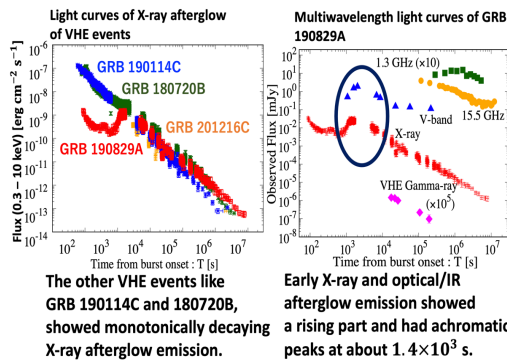 Light curves of X-ray afterglow
of VHE events
Flux (0.3 – 10 keV) [erg cm⁻² s⁻¹]
10⁻⁶
10⁻⁷
10⁻⁸
10⁻⁹
10⁻¹⁰
10⁻¹¹
10⁻¹²
10⁻¹³
10⁻¹⁴
GRB 190114C
GRB 180720B
GRB 201216C
GRB 190829A
10² 10³ 10⁴ 10⁵ 10⁶ 10⁷
Time from burst onset : T [s]
The other VHE events like
GRB 190114C and 180720B,
showed monotonically decaying
X-ray afterglow emission.
Multiwavelength light curves of GRB
190829A
Observed Flux [mJy]
10²
10¹
10⁰
10⁻¹
10⁻²
10⁻³
10⁻⁴
10⁻⁵
10⁻⁶
10⁻⁷
1.3 GHz (×10)
15.5 GHz
V-band
X-ray
VHE Gamma-ray
(×10⁵)
10² 10³ 10⁴ 10⁵ 10⁶ 10⁷
Time from burst onset : T [s]
Early X-ray and optical/IR
afterglow emission showed
a rising part and had achromatic
peaks at about 1.4×10³ s.